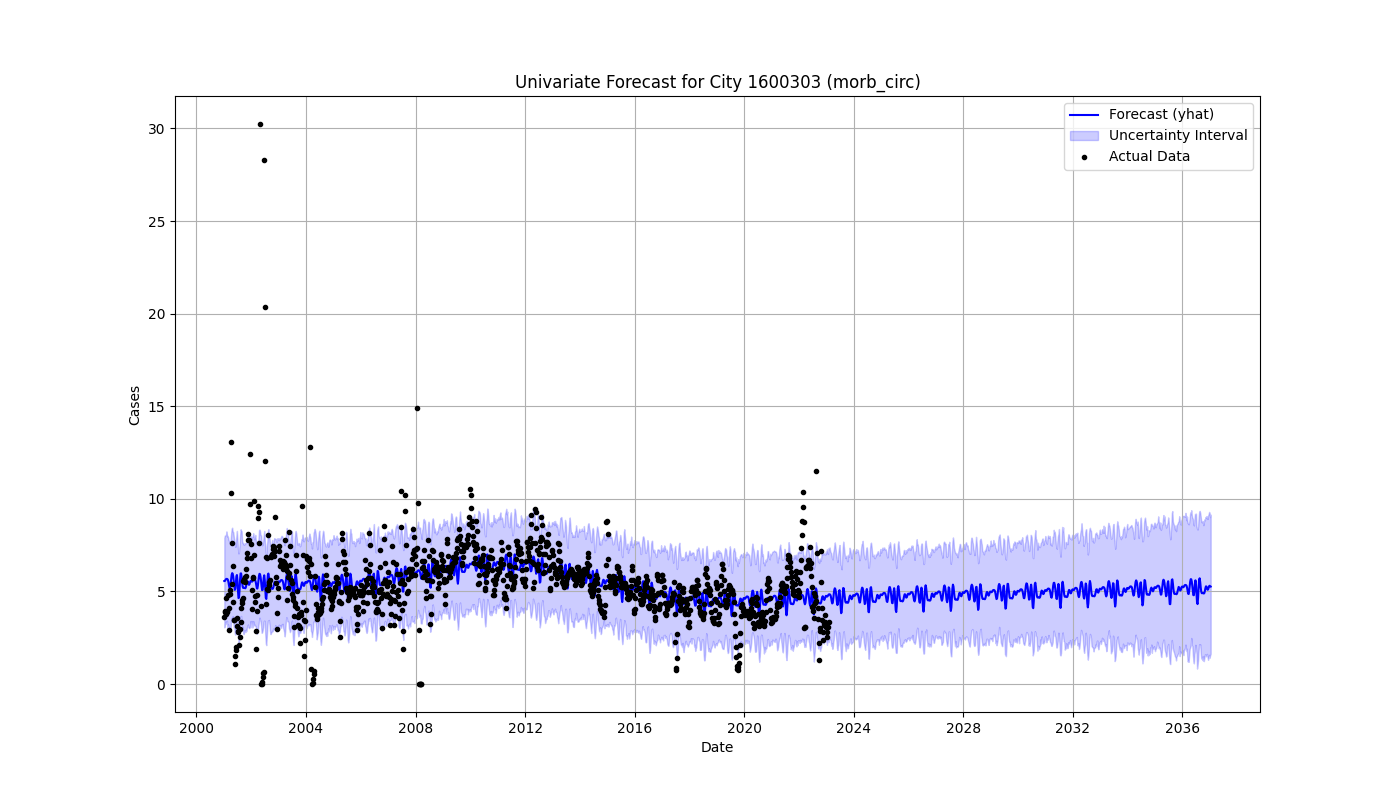 Univariate Forecast for City 1600303 (morb_circ)
Forecast (yhat)
Uncertainty Interval
Actual Data
Cases
30
25
20
15
10
5
0
2000 2004 2008 2012 2016 2020 2024 2028 2032 2036
Date